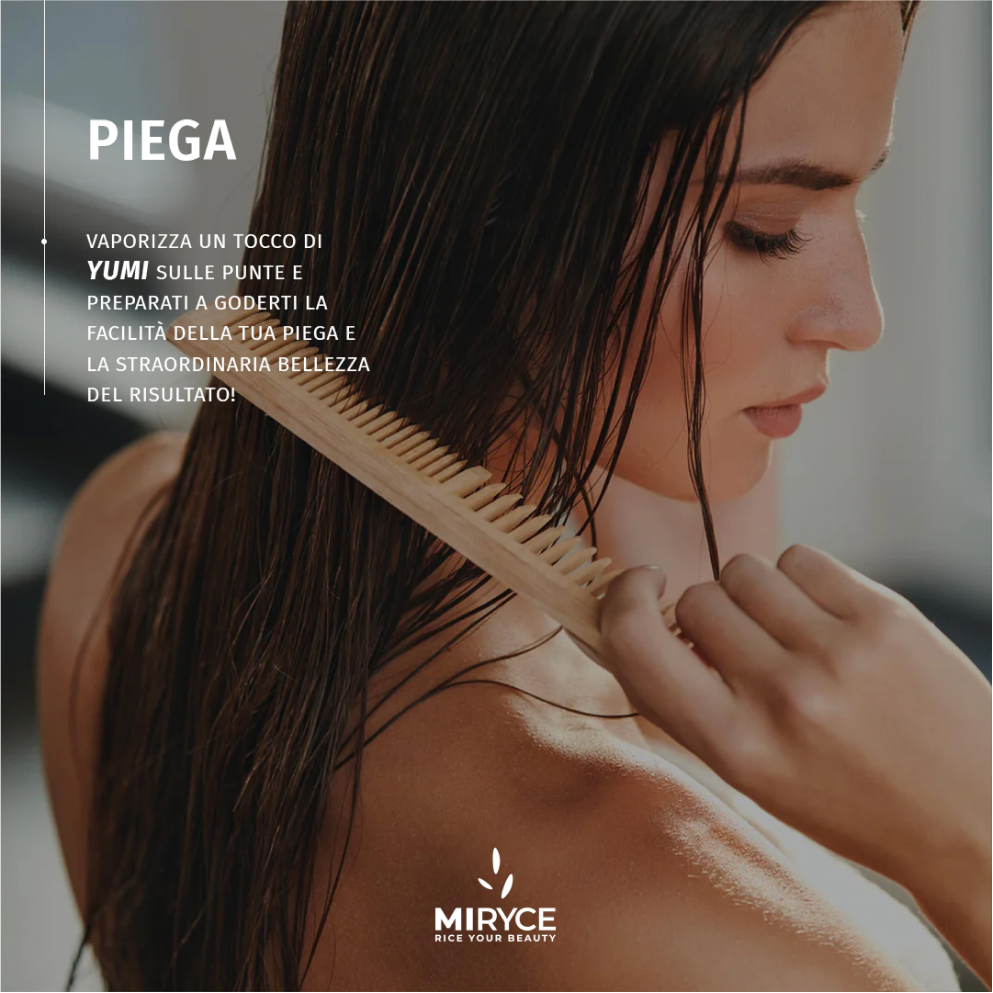 PIEGA
VAPORIZZA UN TOCCO DI
YUMI SULLE PUNTE E
PREPARATI A GODERTI LA
FACILITÀ DELLA TUA PIEGA E
LA STRAORDINARIA BELLEZZA
DEL RISULTATO!
MIRYCE
RICE YOUR BEAUTY